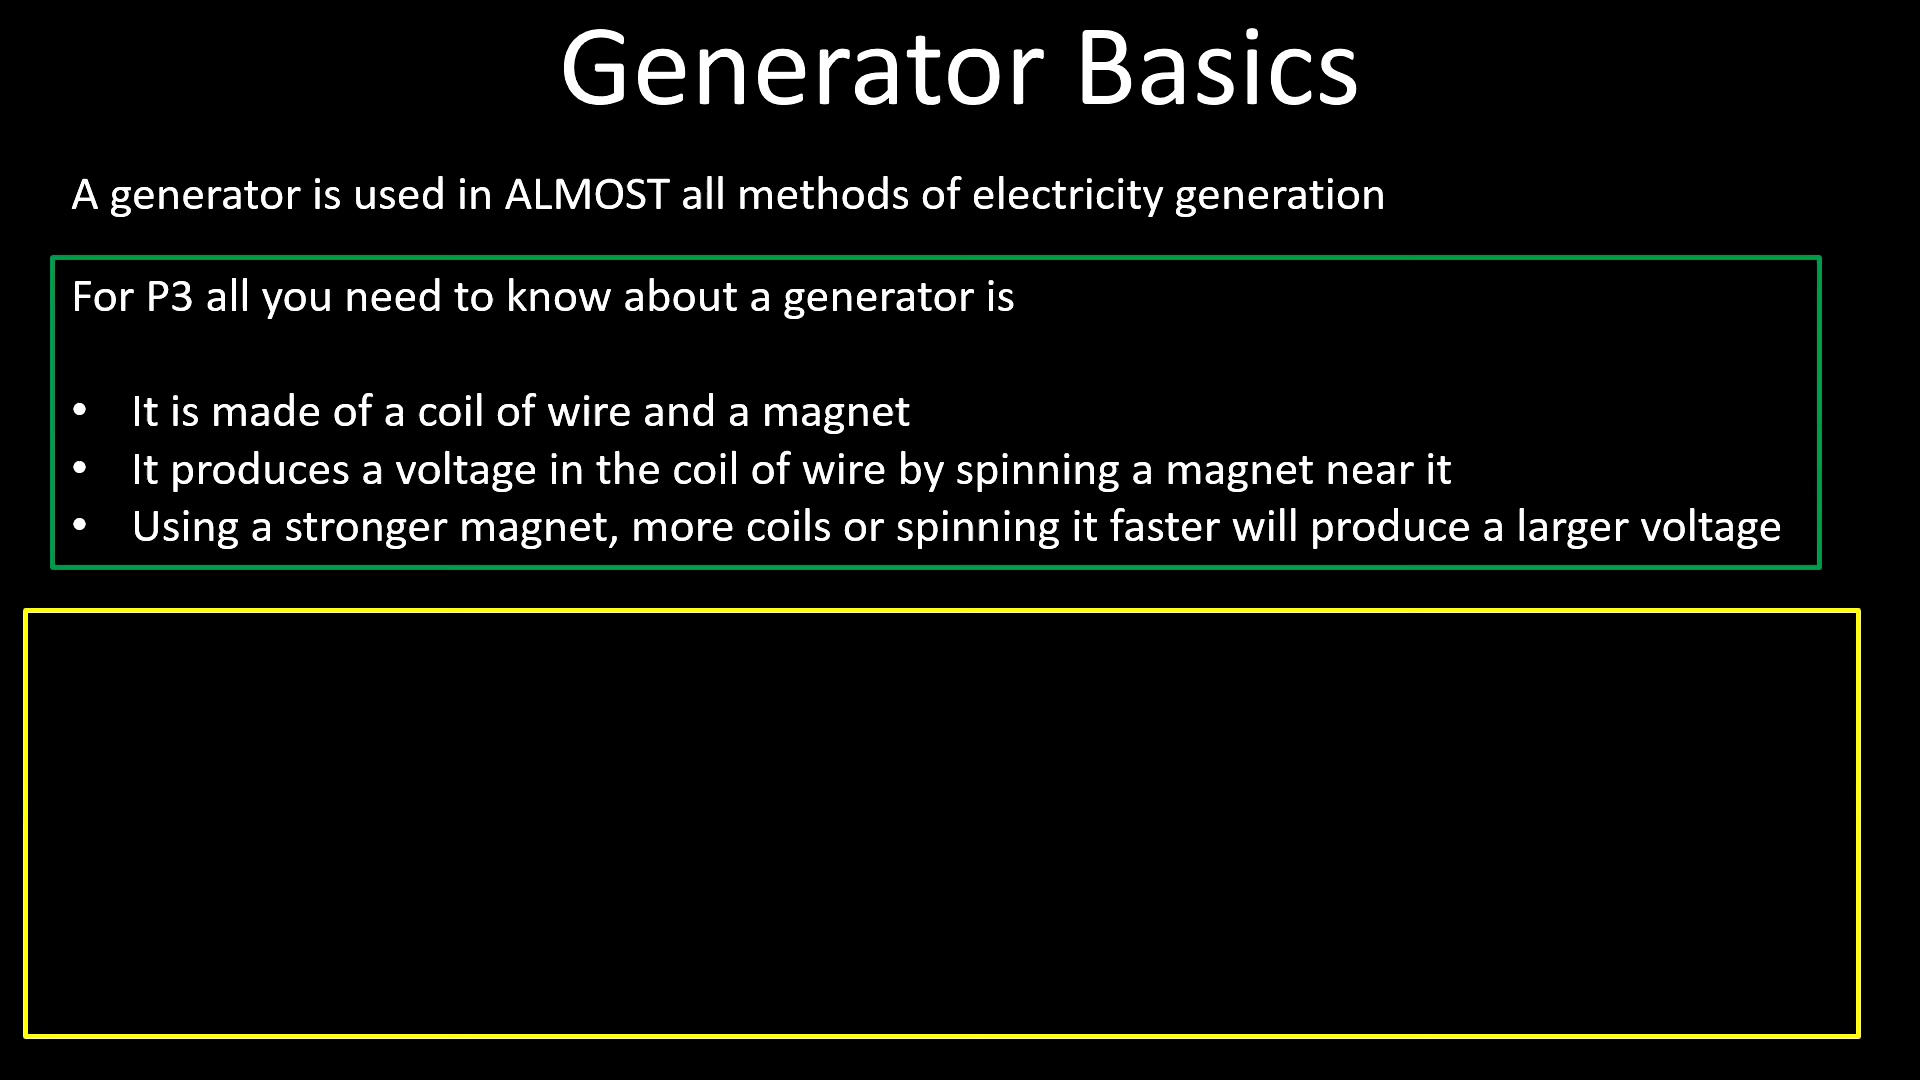 Generator Basics
A generator is used in ALMOST all methods of electricity generation
For P3 all you need to know about a generator is
• It is made of a coil of wire and a magnet
• It produces a voltage in the coil of wire by spinning a magnet near it
• Using a stronger magnet, more coils or spinning it faster will produce a larger voltage